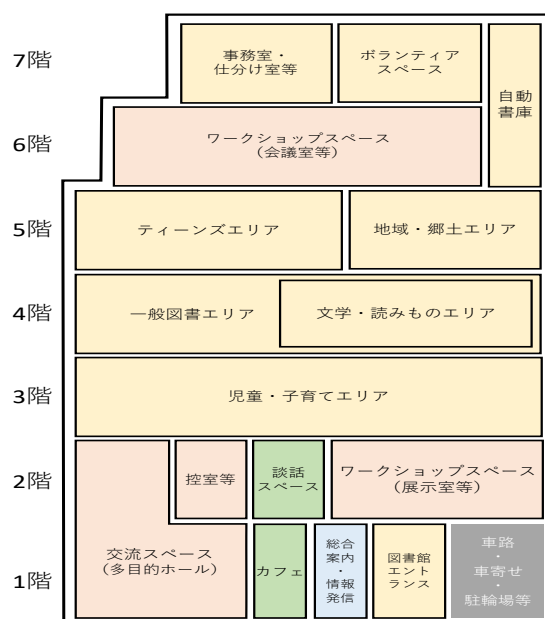 7階
事務室・
仕分け室等
ボランティア
スペース
自動
書庫
6階
ワークショップスペース
(会議室等)
5階
ティーンズエリア
地域・郷土エリア
4階
一般図書エリア
文学・読みものエリア
3階
児童・子育てエリア
2階
控室等
談話
スペース
ワークショップスペース
(展示室等)
1階
交流スペース
(多目的ホール)
カフェ
総合
案内・
情報
発信
図書館
エント
ランス
車路
・
車寄せ
・
駐輪場等